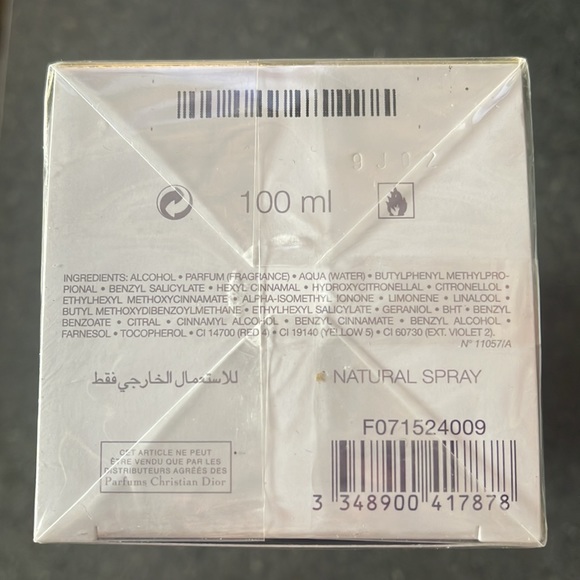 9J02
100 ml
INGREDIENTS: ALCOHOL • PARFUM (FRAGRANCE) • AQUA (WATER) • BUTYLPHENYL METHYLPRO-
PIONAL • BENZYL SALICYLATE • HEXYL CINNAMAL • HYDROXYCITRONELLAL • CITRONELLOL •
ETHYLHEXYL METHOXYCINNAMATE • ALPHA-ISOMETHYL IONONE • LIMONENE • LINALOOL •
BUTYL METHOXYDIBENZOYLMETHANE • ETHYLHEXYL SALICYLATE • GERANIOL • BHT • BENZYL
BENZOATE • CITRAL • CINNAMYL ALCOHOL • BENZYL CINNAMATE • BENZYL ALCOHOL •
FARNESOL • TOCOPHEROL • CI 14700 (RED 4) • CI 19140 (YELLOW 5) • CI 60730 (EXT. VIOLET 2).
N° 11057/A
للاستعمال الخارجي فقط
NATURAL SPRAY
F071524009
CET ARTICLE NE PEUT
ÊTRE VENDU QUE PAR LES
DISTRIBUTEURS AGRÉÉS DES
Parfums Christian Dior
3 348900 417878